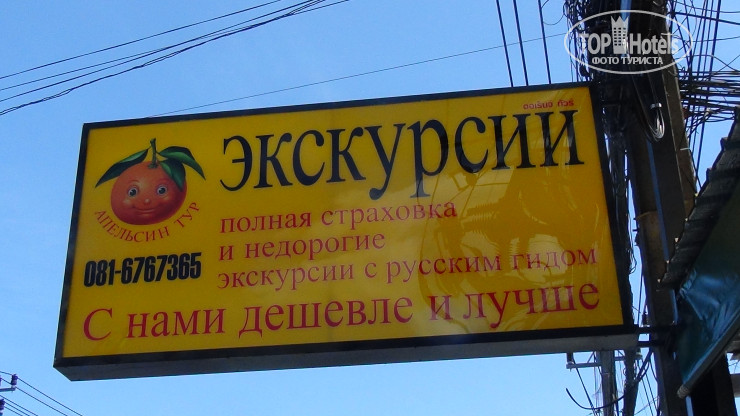 TOP Hotels
ФОТО ТУРИСТА
ЭКСКУРСИИ
АПЕЛЬСИН ТУР
081-6767365
полная страховка
и недорогие
экскурсии с русским гидом
С нами дешевле и лучше